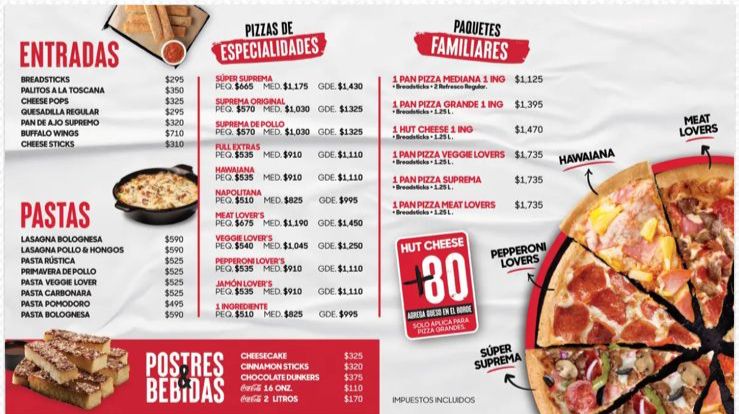 ENTRADAS
BREADSTICKS $295
PALITOS A LA TOSCANA $350
CHEESE POPS $325
QUESADILLA REGULAR $295
PAN DE AJO SUPREMO $320
BUFFALO WINGS $710
CHEESE STICKS $310
PASTAS
LASAGNA BOLOGNESA $590
LASAGNA POLLO & HONGOS $590
PASTA RÚSTICA $525
PRIMAVERA DE POLLO $525
PASTA VEGGIE LOVER $525
PASTA CARBONARA $525
PASTA POMODORO $495
PASTA BOLOGNESA $590
PIZZAS DE
ESPECIALIDADES
SÚPER SUPREMA
PEQ. $665 MED. $1,175 GDE. $1,430
SUPREMA ORIGINAL
PEQ. $570 MED. $1,030 GDE. $1325
SUPREMA DE POLLO
PEQ. $570 MED. $1,030 GDE. $1325
FULL EXTRAS
PEQ. $535 MED. $910 GDE. $1,110
HAWAIANA
PEQ. $535 MED. $910 GDE. $1,110
NAPOLITANA
PEQ. $510 MED. $825 GDE. $995
MEAT LOVER'S
PEQ. $675 MED. $1,190 GDE. $1,450
VEGGIE LOVER'S
PEQ. $540 MED. $1,045 GDE. $1,250
PEPPERONI LOVER'S
PEQ. $535 MED. $910 GDE. $1,110
JAMÓN LOVER'S
PEQ. $535 MED. $910 GDE. $1,110
1 INGREDIENTE
PEQ. $510 MED. $825 GDE. $995
PAQUETES
FAMILIARES
1 PAN PIZZA MEDIANA 1 ING $1,125
• Breadsticks • 2 Refresco Regular.
1 PAN PIZZA GRANDE 1 ING $1,395
• Breadsticks • 1.25 L.
1 HUT CHEESE 1 ING $1,470
• Breadsticks • 1.25 L.
1 PAN PIZZA VEGGIE LOVERS $1,735
• Breadsticks • 1.25 L.
1 PAN PIZZA SUPREMA $1,735
• Breadsticks • 1.25 L.
1 PAN PIZZA MEAT LOVERS $1,735
• Breadsticks • 1.25 L.
HUT CHEESE
+80
AGREGA QUESO EN EL BORDE
SOLO APLICA PARA
PIZZA GRANDES.
MEAT
LOVERS
HAWAIANA
PEPPERONI
LOVERS
SÚPER
SUPREMA
POSTRES
&
BEBIDAS
CHEESECAKE $325
CINNAMON STICKS $320
CHOCOLATE DUNKERS $375
Coca-Cola 16 ONZ. $110
Coca-Cola 2 LITROS $170
IMPUESTOS INCLUIDOS